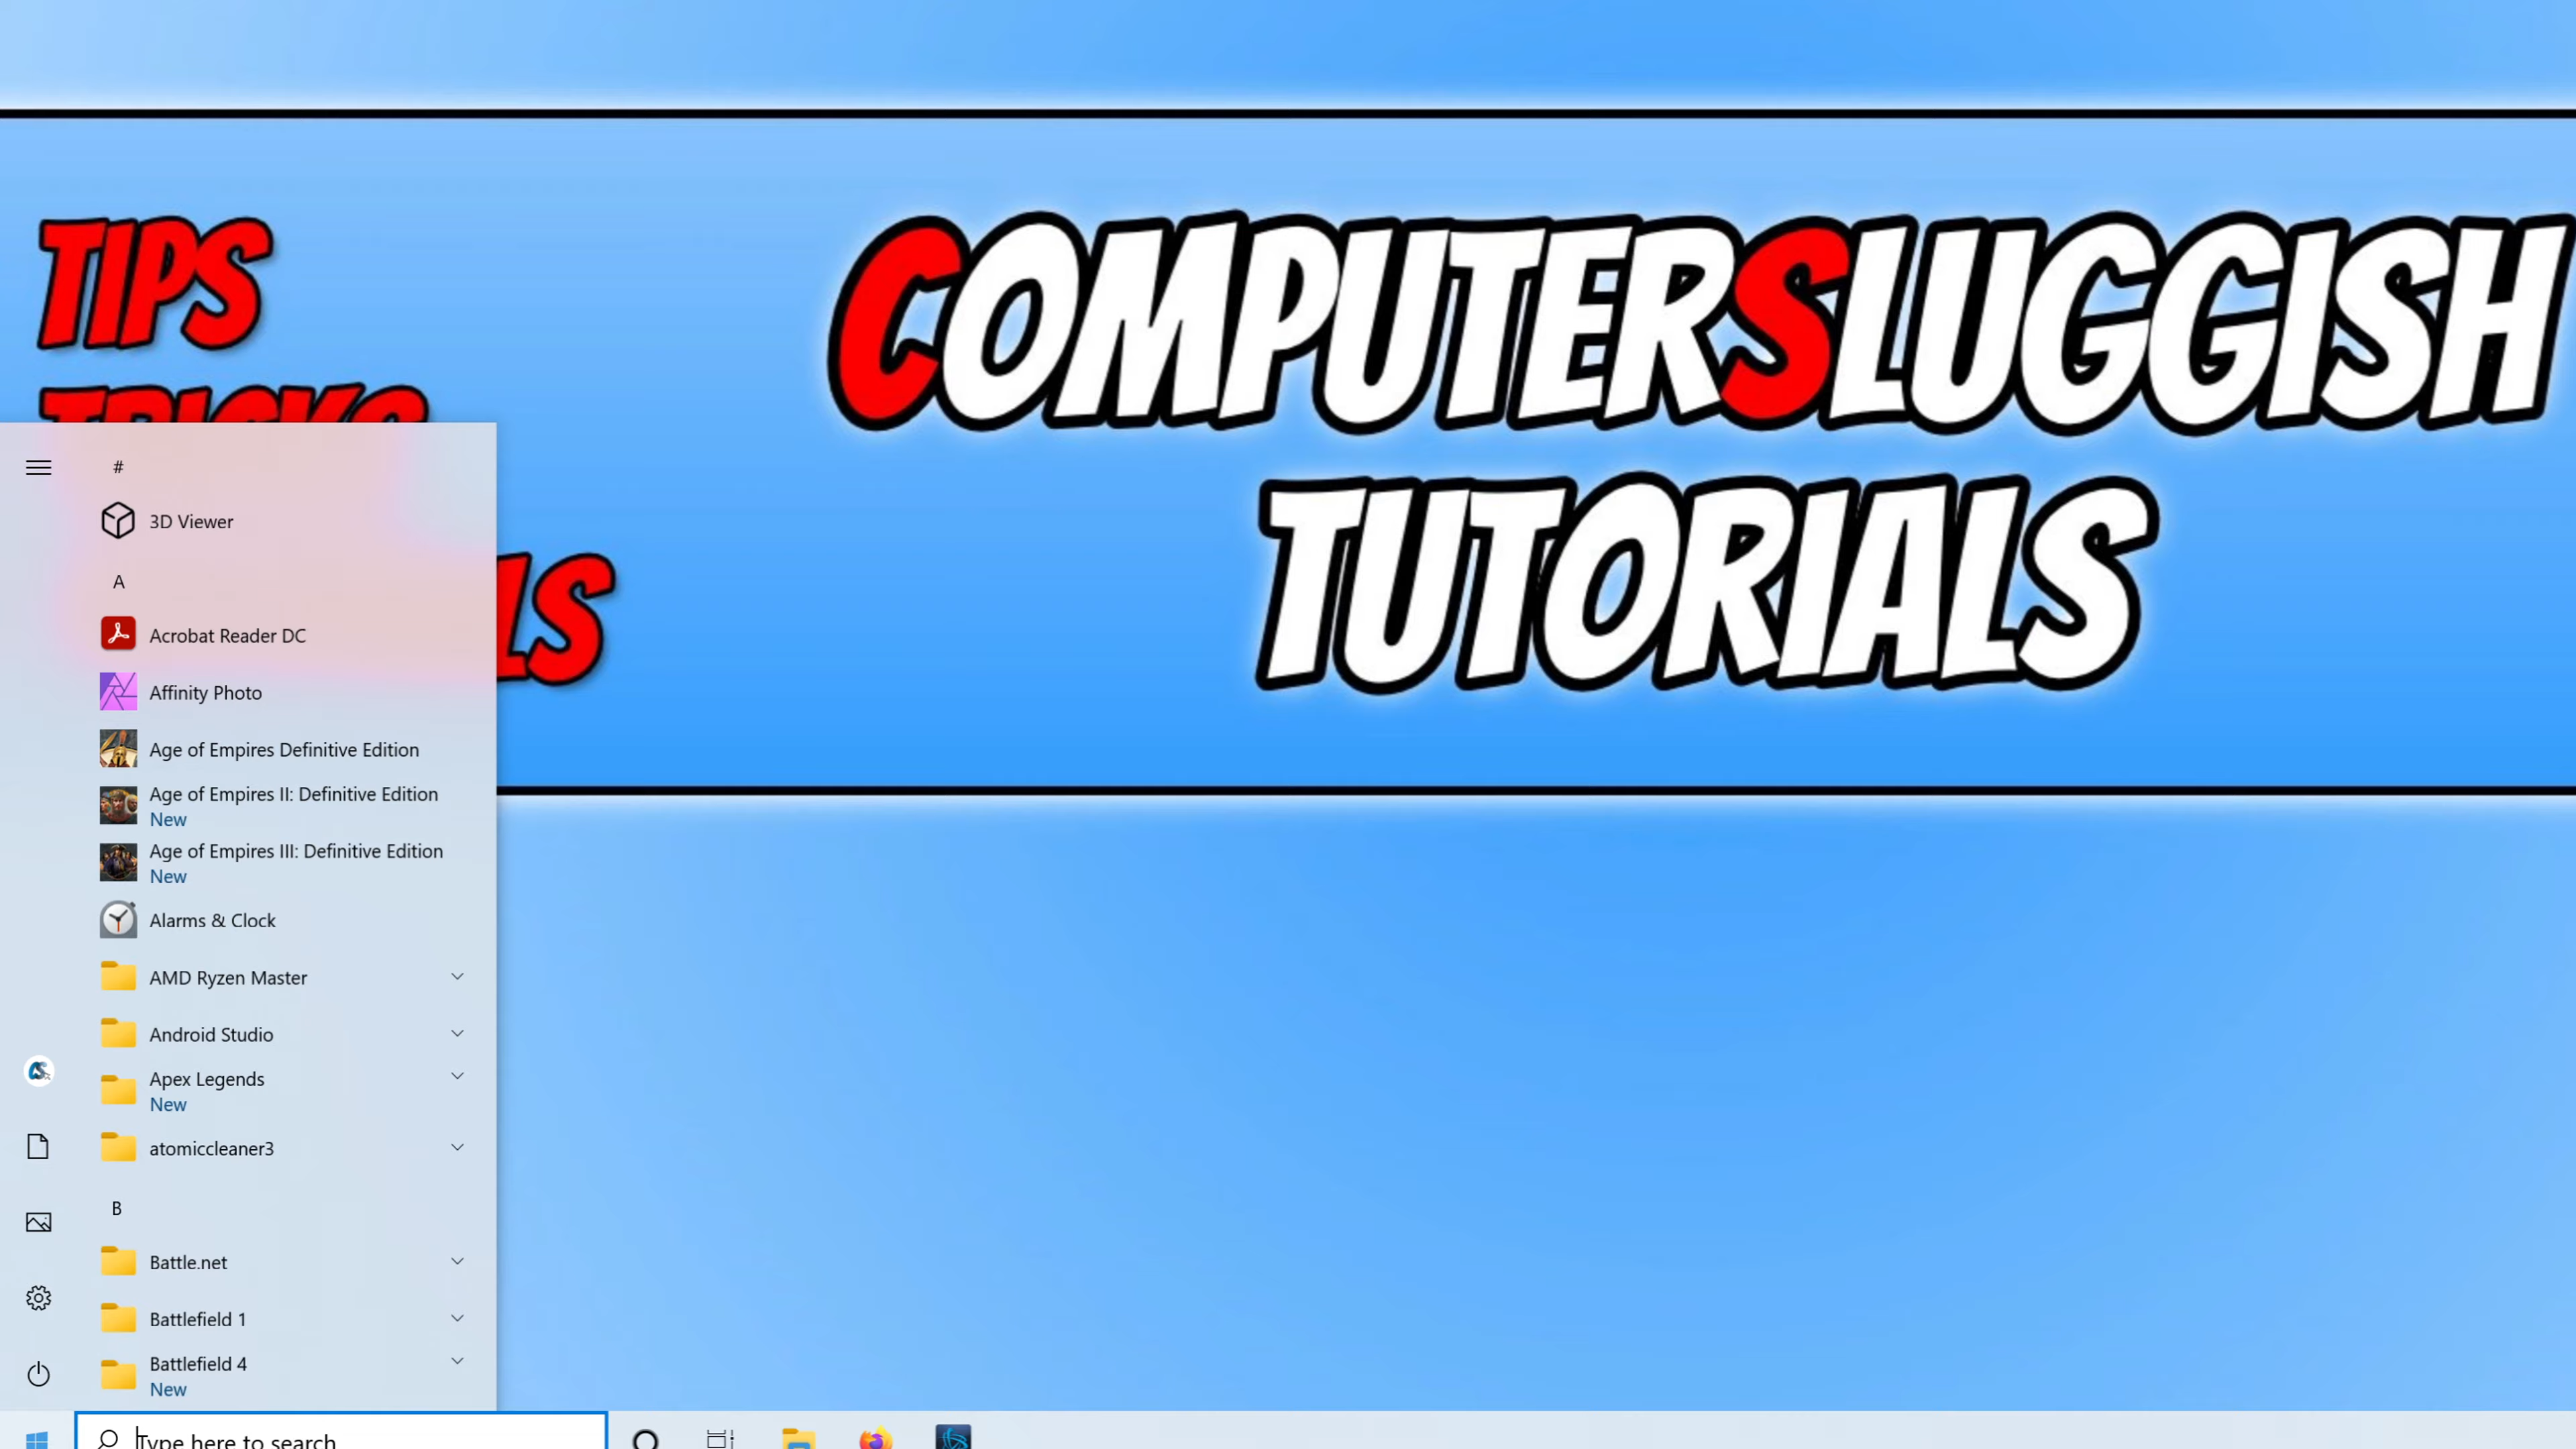 TIPS
COMPUTERSLUGGISH
TUTORIALS
#
3D Viewer
A
Acrobat Reader DC
Affinity Photo
Age of Empires Definitive Edition
Age of Empires II: Definitive Edition
New
Age of Empires III: Definitive Edition
New
Alarms & Clock
AMD Ryzen Master
Android Studio
Apex Legends
New
atomiccleaner3
B
Battle.net
Battlefield 1
Battlefield 4
New
Type here to search